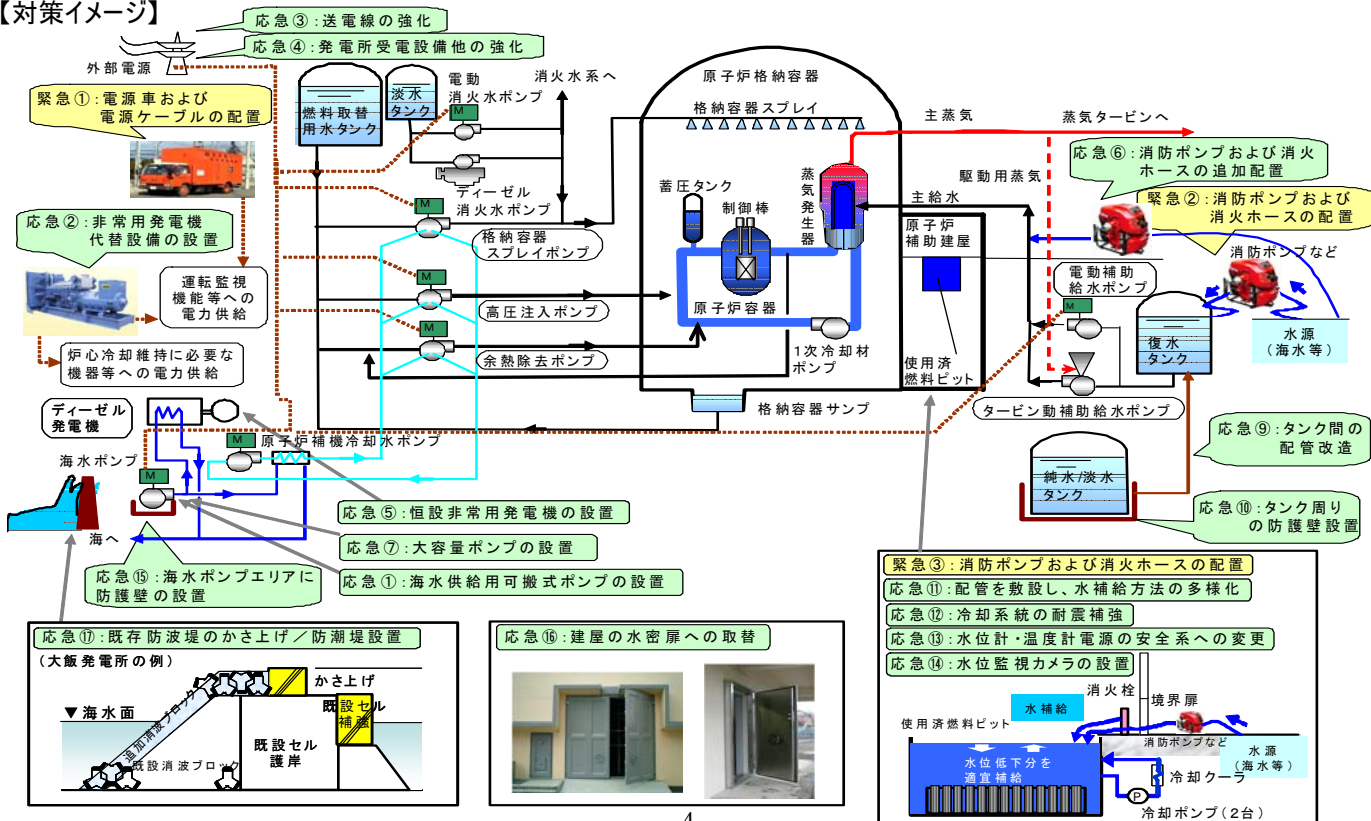 【対策イメージ】
応急③：送電線の強化
応急④：発電所受電設備他の強化
外部電源
緊急①：電源車および
電源ケーブルの配置
応急②：非常用発電機
代替設備の設置
運転監視
機能等への
電力供給
炉心冷却維持に必要な
機器等への電力供給
燃料取替
用水タンク
淡水
タンク
電動
消火水ポンプ
消火水系へ
M
ディーゼル
消火水ポンプ
M
格納容器
スプレイポンプ
M
高圧注入ポンプ
M
余熱除去ポンプ
原子炉格納容器
格納容器スプレイ
蓄圧タンク
制御棒
蒸気発生器
原子炉容器
1次冷却材
ポンプ
格納容器サンプ
主蒸気
蒸気タービンへ
駆動用蒸気
主給水
原子炉
補助建屋
使用済
燃料ピット
応急⑥：消防ポンプおよび消火
ホースの追加配置
緊急②：消防ポンプおよび
消火ホースの配置
消防ポンプなど
電動補助
給水ポンプ
M
復水
タンク
水源
（海水等）
タービン動補助給水ポンプ
応急⑨：タンク間の
配管改造
純水/淡水
タンク
応急⑩：タンク周り
の防護壁設置
ディーゼル
発電機
M
原子炉補機冷却水ポンプ
海水ポンプ
M
海へ
応急⑤：恒設非常用発電機の設置
応急⑦：大容量ポンプの設置
応急①：海水供給用可搬式ポンプの設置
応急⑮：海水ポンプエリアに
防護壁の設置
応急⑰：既存防波堤のかさ上げ／防潮堤設置
（大飯発電所の例）
かさ上げ
既設セル
補強
▼海水面
追加消波ブロック
既設セル
護岸
既設消波ブロック
応急⑯：建屋の水密扉への取替
緊急③：消防ポンプおよび消火ホースの配置
応急⑪：配管を敷設し、水補給方法の多様化
応急⑫：冷却系統の耐震補強
応急⑬：水位計・温度計電源の安全系への変更
応急⑭：水位監視カメラの設置
消火栓
境界扉
水補給
使用済燃料ピット
消防ポンプなど
水源
（海水等）
水位低下分を
適宜補給
冷却クーラ
P
冷却ポンプ（2台）
4